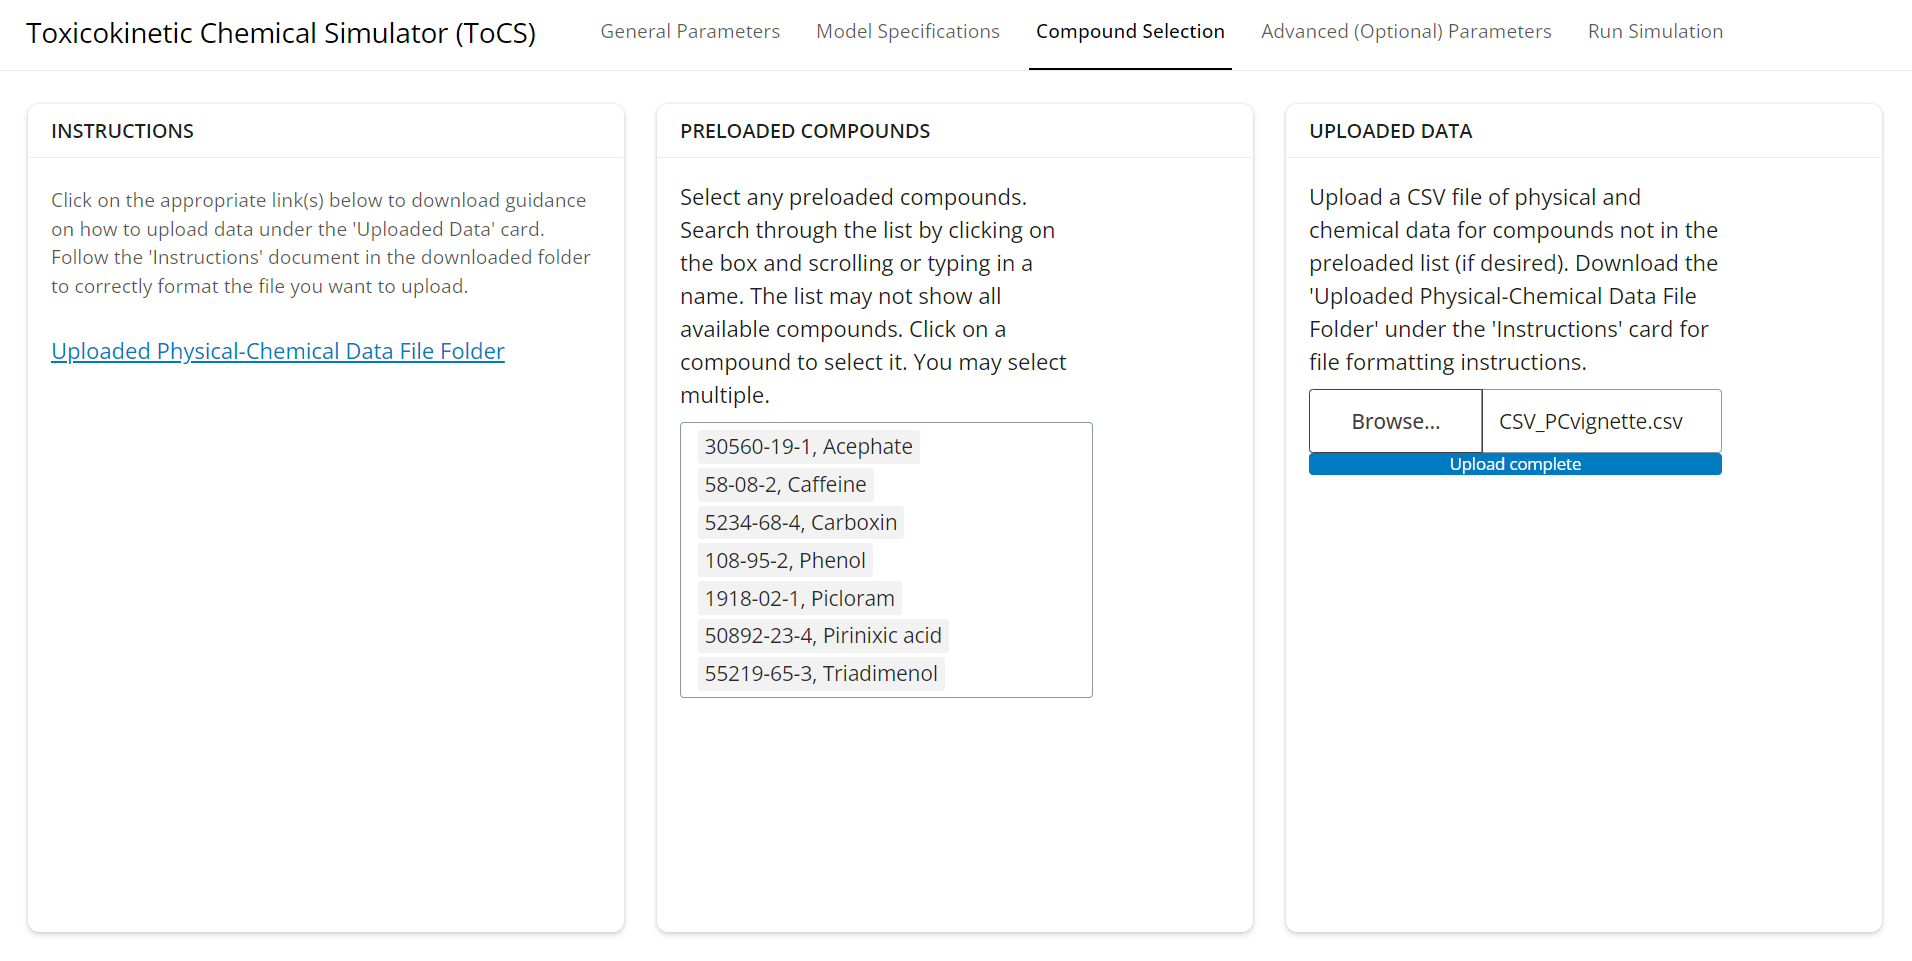 Toxicokinetic Chemical Simulator (ToCS)
General Parameters
Model Specifications
Compound Selection
Advanced (Optional) Parameters
Run Simulation
INSTRUCTIONS
Click on the appropriate link(s) below to download guidance
on how to upload data under the 'Uploaded Data' card.
Follow the 'Instructions' document in the downloaded folder
to correctly format the file you want to upload.
Uploaded Physical-Chemical Data File Folder
PRELOADED COMPOUNDS
Select any preloaded compounds.
Search through the list by clicking on
the box and scrolling or typing in a
name. The list may not show all
available compounds. Click on a
compound to select it. You may select
multiple.
30560-19-1, Acephate
58-08-2, Caffeine
5234-68-4, Carboxin
108-95-2, Phenol
1918-02-1, Picloram
50892-23-4, Pirinixic acid
55219-65-3, Triadimenol
UPLOADED DATA
Upload a CSV file of physical and
chemical data for compounds not in the
preloaded list (if desired). Download the
'Uploaded Physical-Chemical Data File
Folder' under the 'Instructions' card for
file formatting instructions.
Browse...
CSV_PCvignette.csv
Upload complete